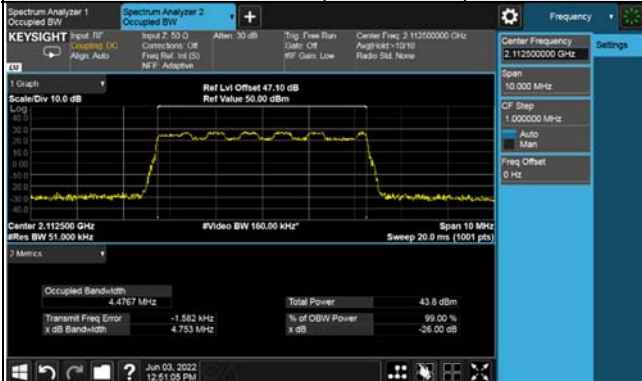 Spectrum Analyzer 1
Occupied BW
Spectrum Analyzer 2
Occupied BW
Frequency
KEYSIGHT
Input: RF
Coupling: DC
Align: Auto
Input Z: 50 Ω
Corrections: Off
Freq Ref: Int (S)
NFE: Adaptive
Atten: 30 dB
Trig: Free Run
Gate: Off
#IF Gain: Low
Center Freq: 2.112500000 GHz
Avg|Hold:>10/10
Radio Std: None
Center Frequency
2.112500000 GHz
Settings
Span
10.000 MHz
CF Step
1.000000 MHz
Auto
Man
Freq Offset
0 Hz
LXI
1 Graph
Scale/Div 10.0 dB
Ref Lvl Offset 47.10 dB
Ref Value 50.00 dBm
Log
40.0
30.0
20.0
10.0
0.00
-10.0
-20.0
-30.0
-40.0
Center 2.112500 GHz
#Res BW 51.000 kHz
#Video BW 160.00 kHz*
Span 10 MHz
Sweep 20.0 ms (1001 pts)
2 Metrics
Occupied Bandwidth
4.4767 MHz
Total Power 43.8 dBm
Transmit Freq Error -1.582 kHz
% of OBW Power 99.00 %
x dB Bandwidth 4.753 MHz
x dB -26.00 dB
Jun 03, 2022
12:51:05 PM